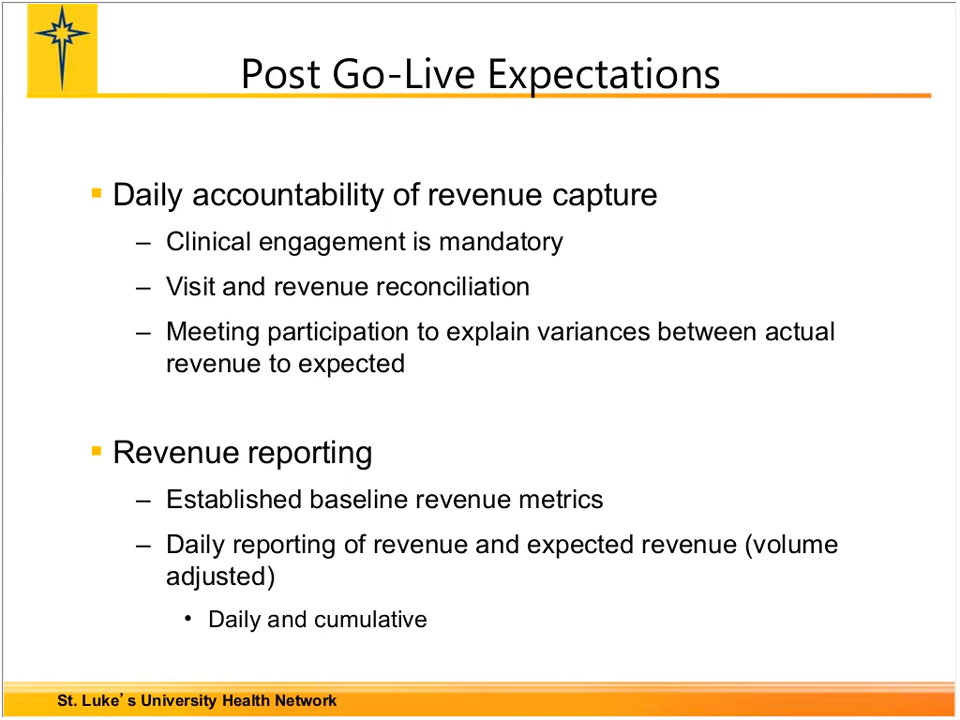 Post Go-Live Expectations
▪ Daily accountability of revenue capture
– Clinical engagement is mandatory
– Visit and revenue reconciliation
– Meeting participation to explain variances between actual
revenue to expected
▪ Revenue reporting
– Established baseline revenue metrics
– Daily reporting of revenue and expected revenue (volume
adjusted)
• Daily and cumulative
St. Luke’s University Health Network